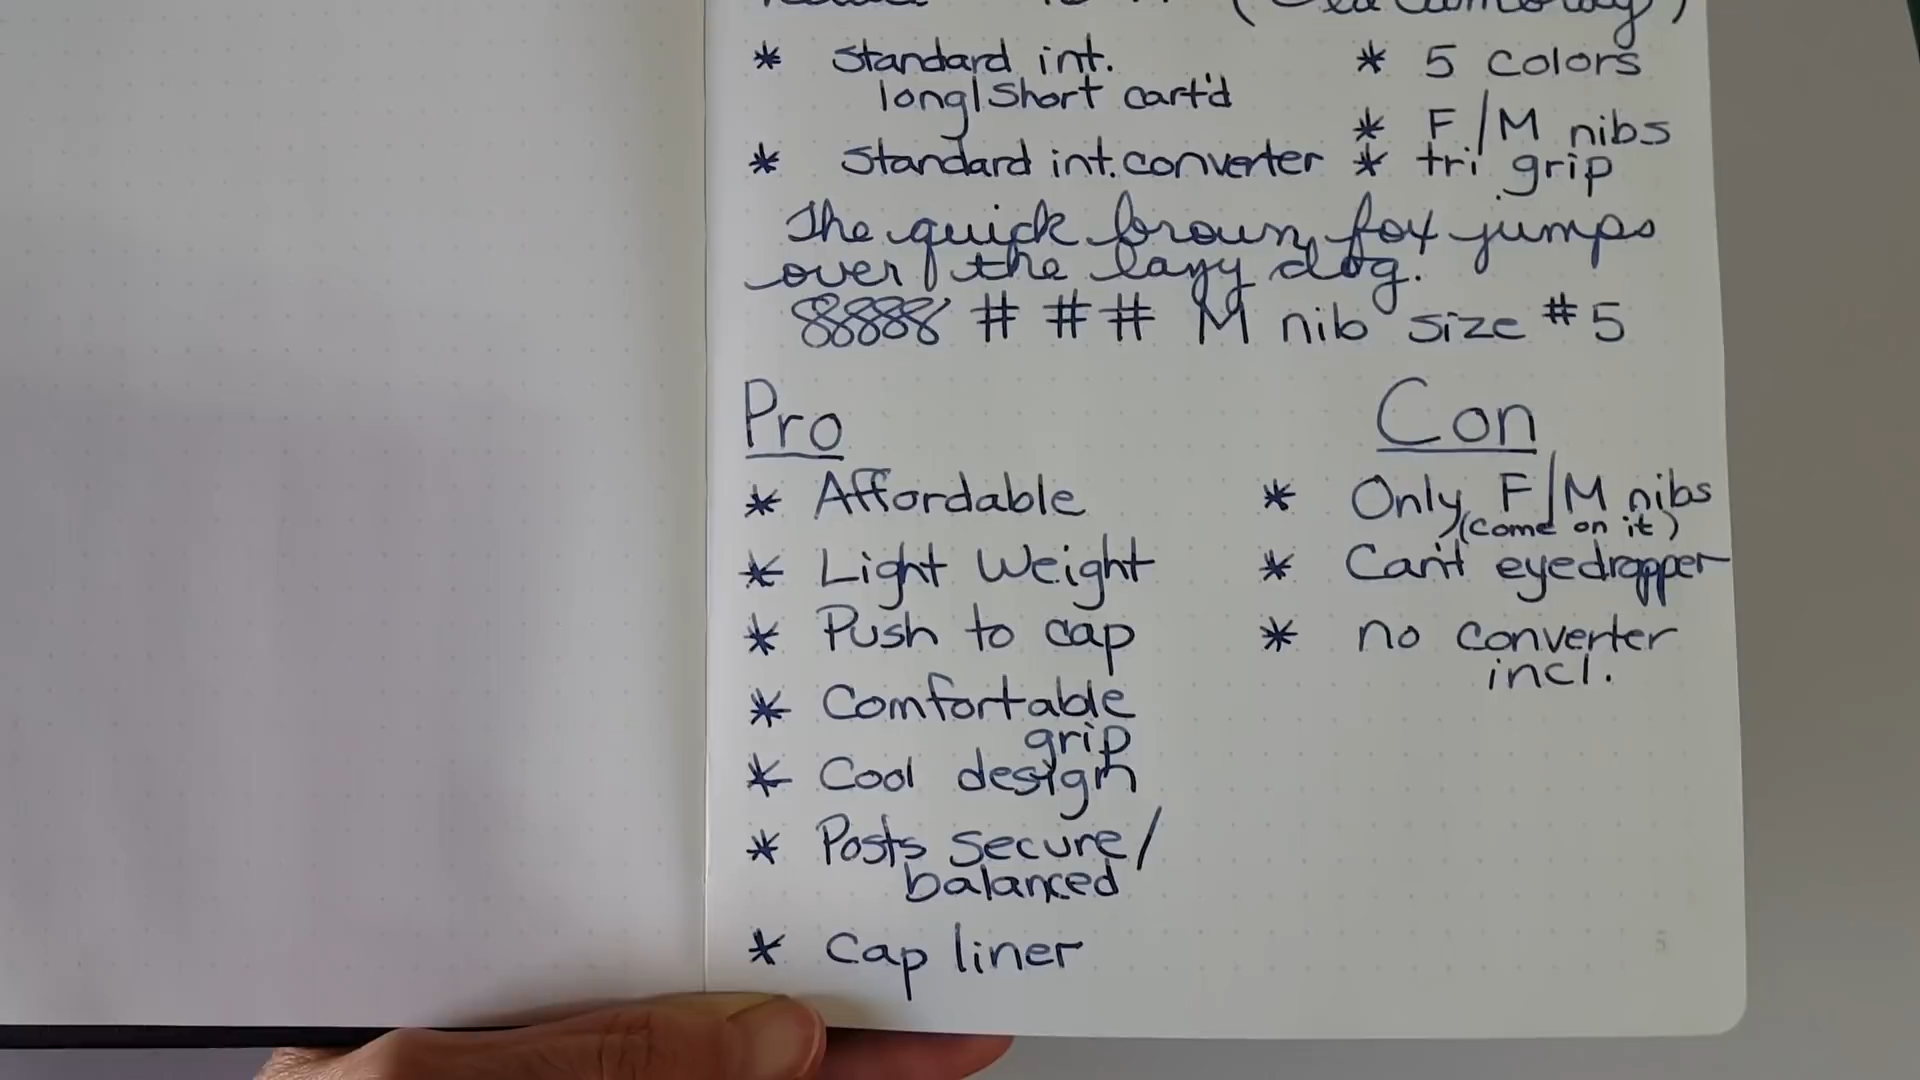 * Standard int.
long/short cart'd
* 5 colors
* F/M nibs
* Standard int. converter
* tri grip
The quick brown fox jumps
over the lazy dog.
88888 # # # M nib size #5
Pro
* Affordable
* Light Weight
* Push to cap
* Comfortable
grip
* Cool design
* Posts secure/
balanced
* Cap liner
Con
* Only F/M nibs
(come on it)
* Can't eyedropper
* no converter
incl.
5